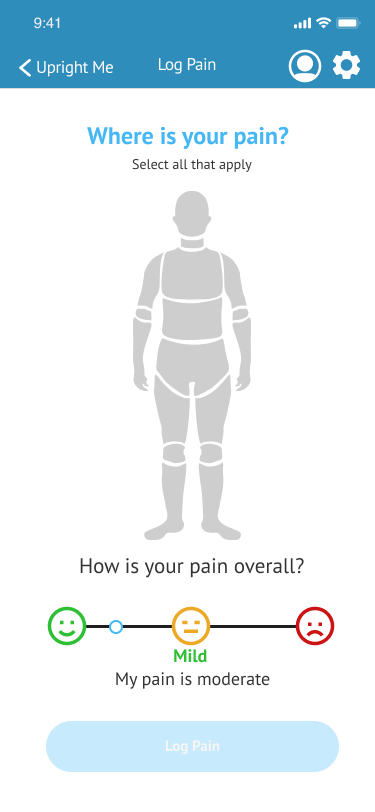 9:41
Upright Me
Log Pain
Where is your pain?
Select all that apply
How is your pain overall?
Mild
My pain is moderate
Log Pain